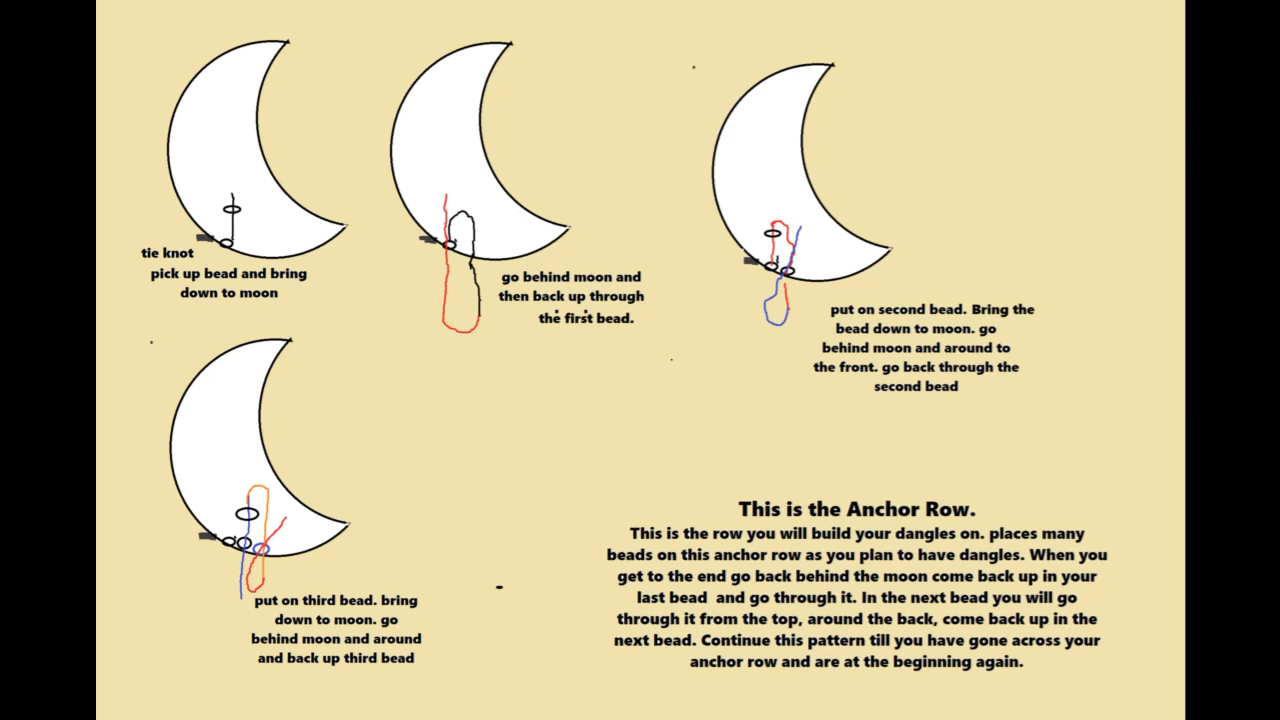 tie knot
pick up bead and bring
down to moon
go behind moon and
then back up through
the first bead.
put on second bead. Bring the
bead down to moon. go
behind moon and around to
the front. go back through the
second bead
put on third bead. bring
down to moon. go
behind moon and around
and back up third bead
This is the Anchor Row.
This is the row you will build your dangles on. places many
beads on this anchor row as you plan to have dangles. When you
get to the end go back behind the moon come back up in your
last bead and go through it. In the next bead you will go
through it from the top, around the back, come back up in the
next bead. Continue this pattern till you have gone across your
anchor row and are at the beginning again.